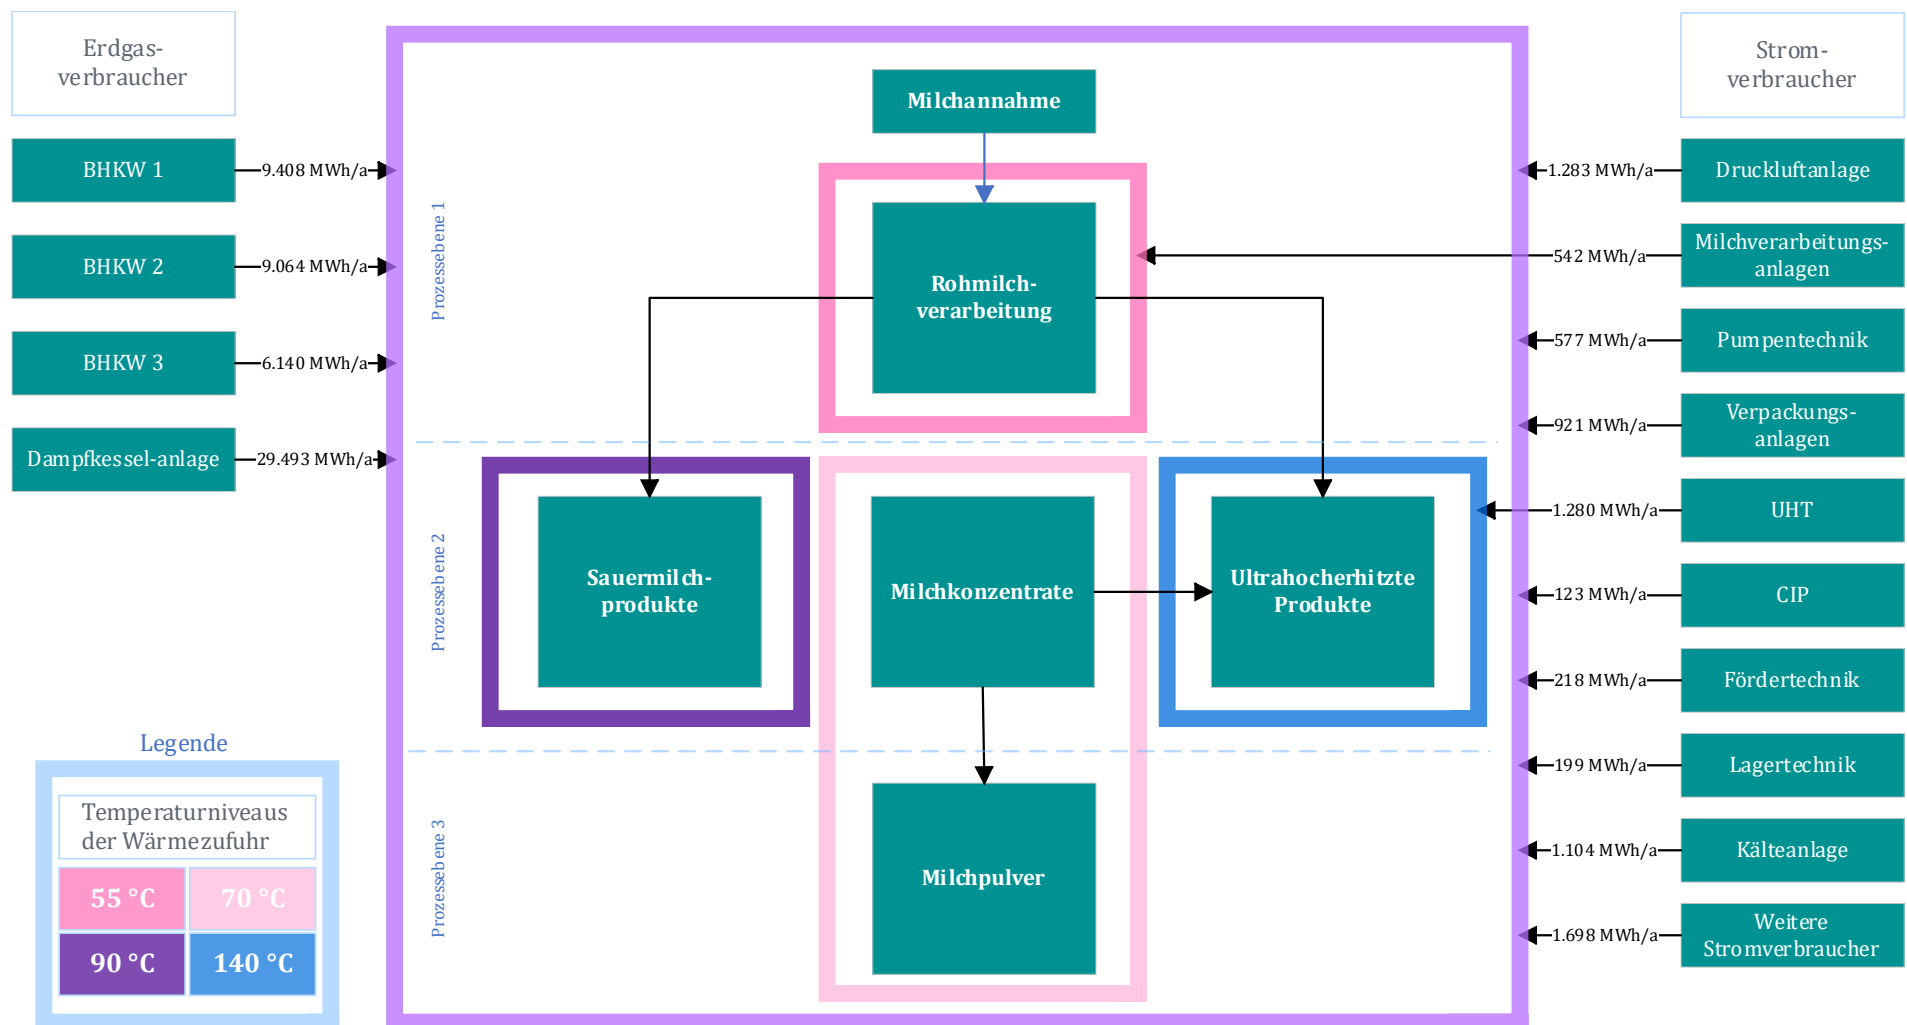 Erdgas-
verbraucher
BHKW 1
9.408 MWh/a
BHKW 2
9.064 MWh/a
BHKW 3
6.140 MWh/a
Dampfkessel-anlage
29.493 MWh/a
Legende
Temperaturniveaus
der Wärmezufuhr
55 °C
70 °C
90 °C
140 °C
Prozessebene 1
Milchannahme
Rohmilch-
verarbeitung
Prozessebene 2
Sauermilch-
produkte
Milchkonzentrate
Ultrahocherhitzte
Produkte
Prozessebene 3
Milchpulver
Strom-
verbraucher
1.283 MWh/a
Druckluftanlage
542 MWh/a
Milchverarbeitungs-
anlagen
577 MWh/a
Pumpentechnik
921 MWh/a
Verpackungs-
anlagen
1.280 MWh/a
UHT
123 MWh/a
CIP
218 MWh/a
Fördertechnik
199 MWh/a
Lagertechnik
1.104 MWh/a
Kälteanlage
1.698 MWh/a
Weitere
Stromverbraucher